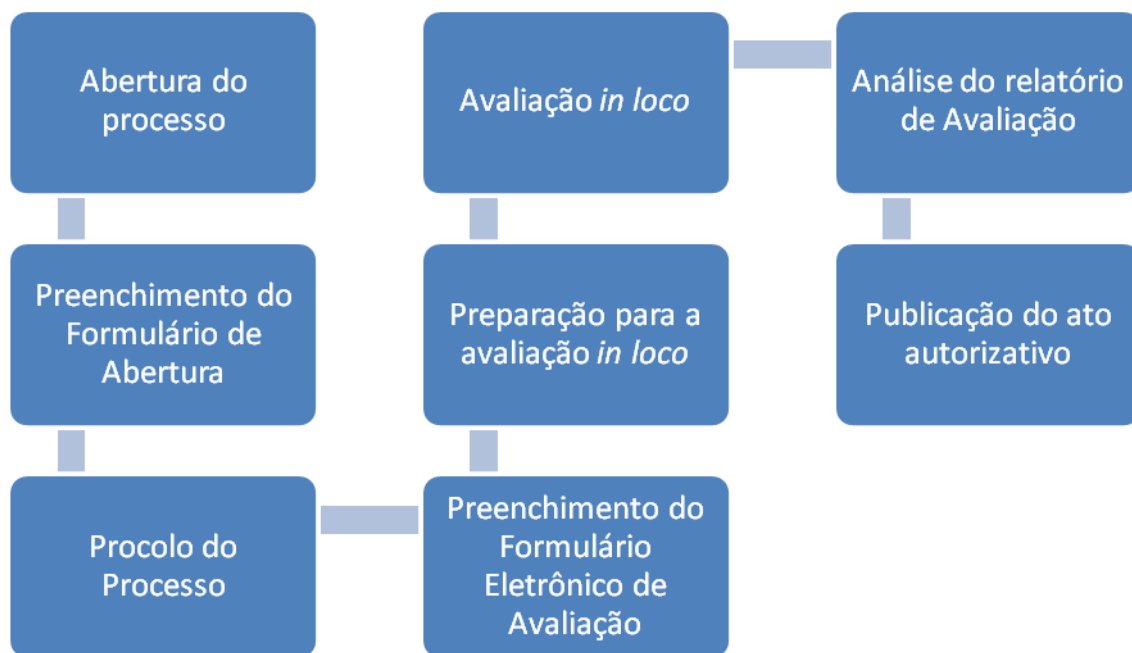 Abertura do
processo
Preenchimento do
Formulário de
Abertura
Procolo do
Processo
Preenchimento do
Formulário
Eletrônico de
Avaliação
Preparação para a
avaliação in loco
Avaliação in loco
Análise do relatório
de Avaliação
Publicação do ato
autorizativo